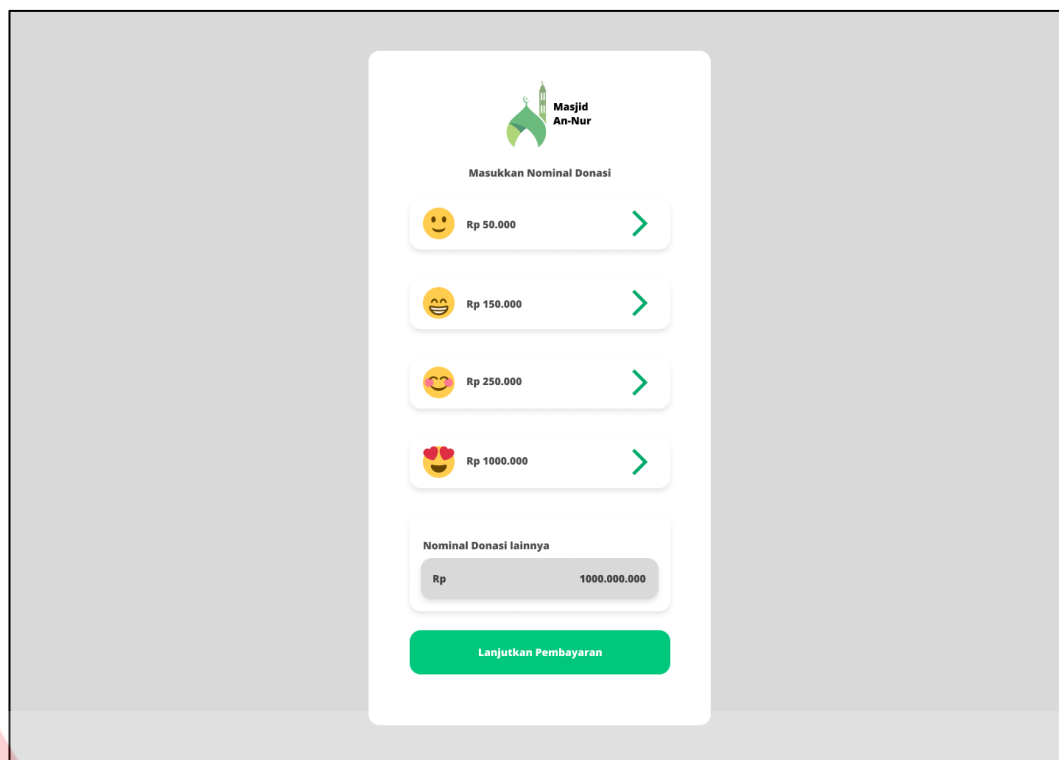 Masjid
An-Nur
Masukkan Nominal Donasi
Rp 50.000
Rp 150.000
Rp 250.000
Rp 1000.000
Nominal Donasi lainnya
Rp 1000.000.000
Lanjutkan Pembayaran